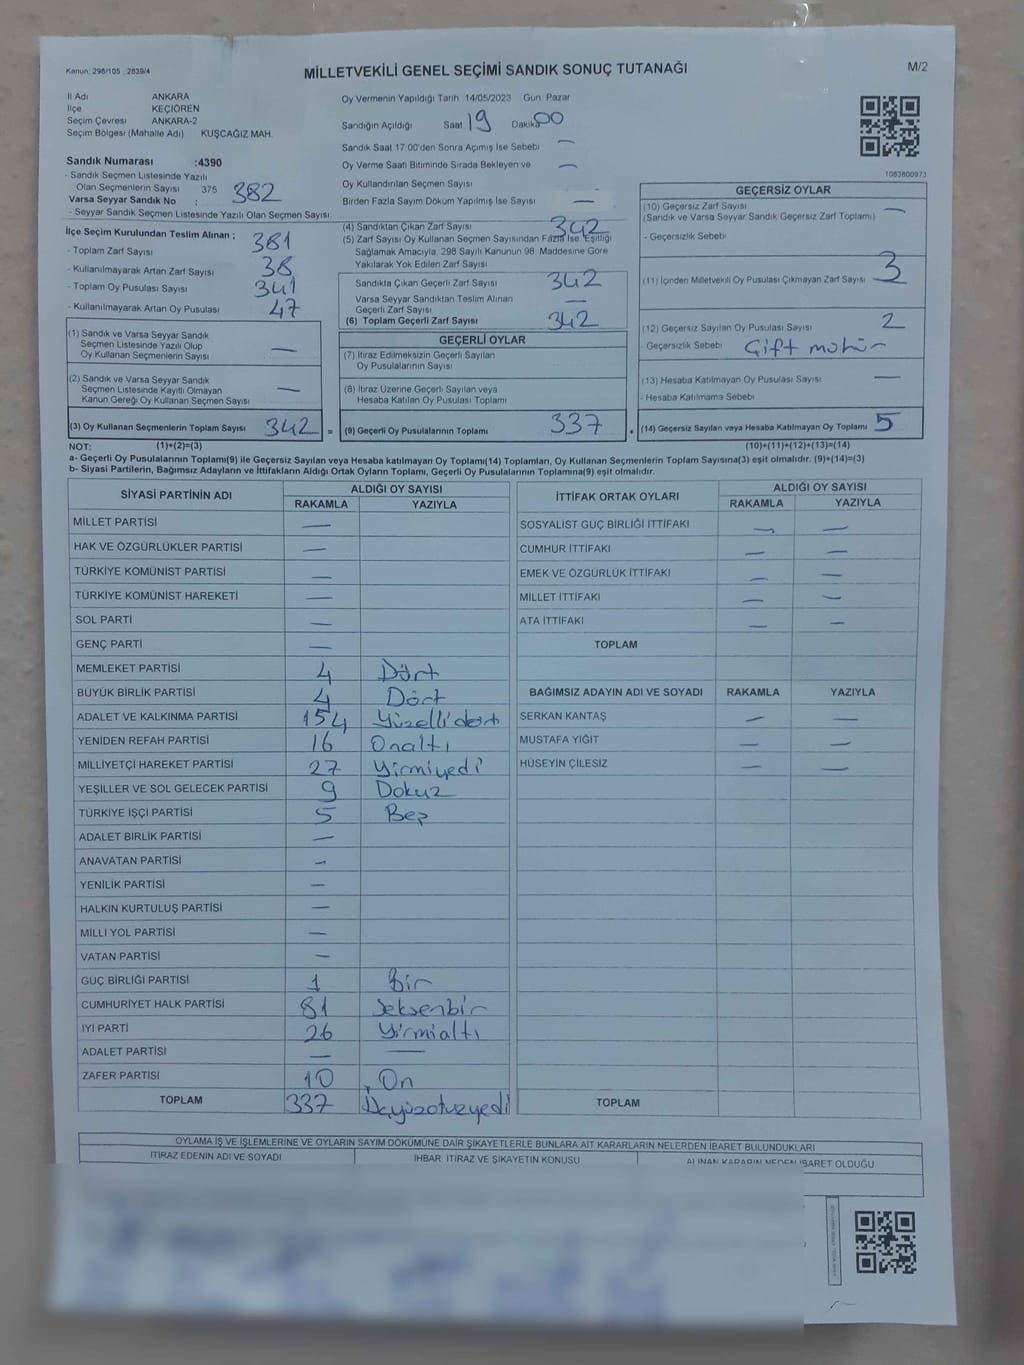 Kanun: 298/105 , 2839/4
MİLLETVEKİLİ GENEL SEÇİMİ SANDIK SONUÇ TUTANAĞI
M/2
İl Adı ANKARA
İlçe KEÇİÖREN
Seçim Çevresi ANKARA-2
Seçim Bölgesi (Mahalle Adı) KUŞCAĞIZ MAH.
Sandık Numarası :4390
- Sandık Seçmen Listesinde Yazılı
Olan Seçmenlerin Sayısı 375 382
Varsa Seyyar Sandık No :
- Seyyar Sandık Seçmen Listesinde Yazılı Olan Seçmen Sayısı:
Oy Vermenin Yapıldığı Tarih 14/05/2023 Gün Pazar
Sandığın Açıldığı Saat 19 Dakika 00
Sandık Saat 17 00'den Sonra Açımış İse Sebebi —
Oy Verme Saati Bitiminde Sırada Bekleyen ve —
Oy Kullandırılan Seçmen Sayısı
Birden Fazla Sayım Döküm Yapılmış İse Sayısı —
1083800973
İlçe Seçim Kurulundan Teslim Alınan ;
- Toplam Zarf Sayısı 381
- Kullanılmayarak Artan Zarf Sayısı 38
- Toplam Oy Pusulası Sayısı 341
- Kullanılmayarak Artan Oy Pusulası 47
(1) Sandık ve Varsa Seyyar Sandık
Seçmen Listesinde Yazılı Olup
Oy Kullanan Seçmenlerin Sayısı —
(2) Sandık ve Varsa Seyyar Sandık
Seçmen Listesinde Kayıtlı Olmayan
Kanun Gereği Oy Kullanan Seçmen Sayısı —
(3) Oy Kullanan Seçmenlerin Toplam Sayısı 342 =
(4) Sandıktan Çıkan Zarf Sayısı 342
(5) Zarf Sayısı Oy Kullanan Seçmen Sayısından Fazla İse, Eşitliği
Sağlamak Amacıyla, 298 Sayılı Kanunun 98 Maddesine Göre
Yakılarak Yok Edilen Zarf Sayısı
Sandıkta Çıkan Geçerli Zarf Sayısı 342
Varsa Seyyar Sandıktan Teslim Alınan
Geçerli Zarf Sayısı —
(6) Toplam Geçerli Zarf Sayısı 342
GEÇERLİ OYLAR
(7) İtiraz Edilmeksizin Geçerli Sayılan
Oy Pusulalarının Sayısı
(8) İtiraz Üzerine Geçerli Sayılan veya
Hesaba Katılan Oy Pusulası Toplamı
(9) Geçerli Oy Pusulalarının Toplamı 337 +
GEÇERSİZ OYLAR
(10) Geçersiz Zarf Sayısı —
(Sandık ve Varsa Seyyar Sandık Geçersiz Zarf Toplamı)
- Geçersizlik Sebebi
(11) İçinden Milletvekili Oy Pusulası Çıkmayan Zarf Sayısı 3
(12) Geçersiz Sayılan Oy Pusulası Sayısı 2
- Geçersizlik Sebebi Çift mühür
(13) Hesaba Katılmayan Oy Pusulası Sayısı —
- Hesaba Katılmama Sebebi
(14) Geçersiz Sayılan veya Hesaba Katılmayan Oy Toplamı 5
NOT: (1)+(2)=(3) (10)+(11)+(12)+(13)=(14)
a- Geçerli Oy Pusulalarının Toplamı(9) ile Geçersiz Sayılan veya Hesaba katılmayan Oy Toplamı(14) Toplamları, Oy Kullanan Seçmenlerin Toplam Sayısına(3) eşit olmalıdır. (9)+(14)=(3)
b- Siyasi Partilerin, Bağımsız Adayların ve İttifakların Aldığı Ortak Oyların Toplamı, Geçerli Oy Pusulalarının Toplamına(9) eşit olmalıdır.
SİYASİ PARTİNİN ADI ALDIĞI OY SAYISI
RAKAMLA YAZIYLA
MİLLET PARTİSİ —
HAK VE ÖZGÜRLÜKLER PARTİSİ —
TÜRKİYE KOMÜNİST PARTİSİ —
TÜRKİYE KOMÜNİST HAREKETİ —
SOL PARTİ —
GENÇ PARTİ —
MEMLEKET PARTİSİ 4 Dört
BÜYÜK BİRLİK PARTİSİ 4 Dört
ADALET VE KALKINMA PARTİSİ 154 Yüzellidört
YENİDEN REFAH PARTİSİ 16 Onaltı
MİLLİYETÇİ HAREKET PARTİSİ 27 Yirmiyedi
YEŞİLLER VE SOL GELECEK PARTİSİ 9 Dokuz
TÜRKİYE İŞÇİ PARTİSİ 5 Beş
ADALET BİRLİK PARTİSİ —
ANAVATAN PARTİSİ —
YENİLİK PARTİSİ —
HALKIN KURTULUŞ PARTİSİ —
MİLLİ YOL PARTİSİ —
VATAN PARTİSİ —
GÜÇ BİRLİĞİ PARTİSİ 1 Bir
CUMHURİYET HALK PARTİSİ 81 Seksenbir
İYİ PARTİ 26 Yirmialtı
ADALET PARTİSİ — —
ZAFER PARTİSİ 10 On
TOPLAM 337 Üçyüzotuzyedi
İTTİFAK ORTAK OYLARI ALDIĞI OY SAYISI
RAKAMLA YAZIYLA
SOSYALİST GÜÇ BİRLİĞİ İTTİFAKI — —
CUMHUR İTTİFAKI — —
EMEK VE ÖZGÜRLÜK İTTİFAKI — —
MİLLET İTTİFAKI — —
ATA İTTİFAKI — —
TOPLAM
BAĞIMSIZ ADAYIN ADI VE SOYADI RAKAMLA YAZIYLA
SERKAN KANTAŞ — —
MUSTAFA YİĞİT — —
HÜSEYİN ÇİLESİZ — —
TOPLAM
OYLAMA İŞ VE İŞLEMLERİNE VE OYLARIN SAYIM DÖKÜMÜNE DAİR ŞİKAYETLERLE BUNLARA AİT KARARLARIN NELERDEN İBARET BULUNDUKLARI
İTİRAZ EDENİN ADI VE SOYADI İHBAR, İTİRAZ VE ŞİKAYETİN KONUSU ALINAN KARARIN NEDEN İBARET OLDUĞU